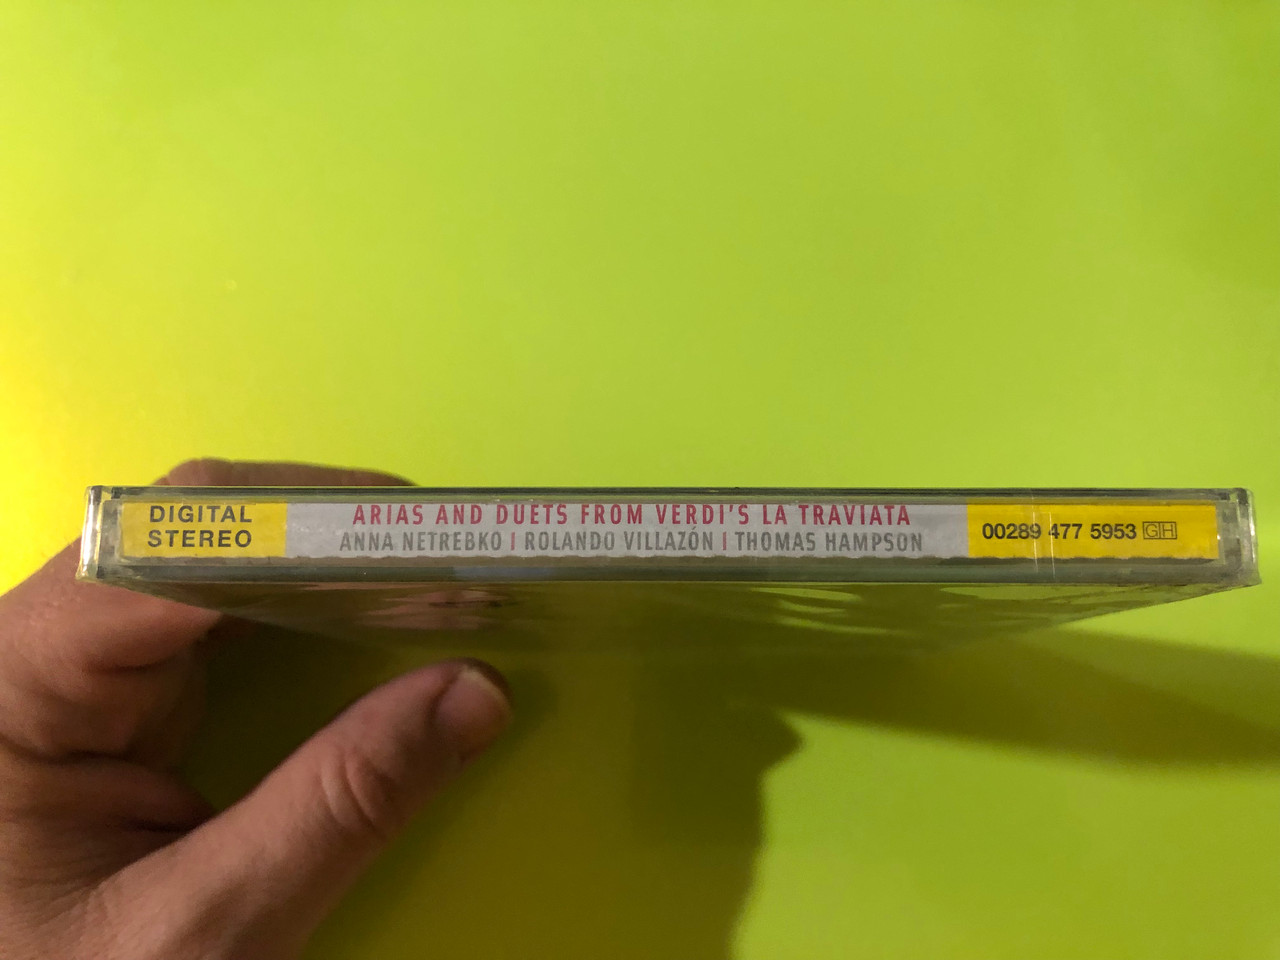 DIGITAL
STEREO
ARIAS AND DUETS FROM VERDI'S LA TRAVIATA
ANNA NETREBKO | ROLANDO VILLAZÓN | THOMAS HAMPSON
00289 477 5953 GH